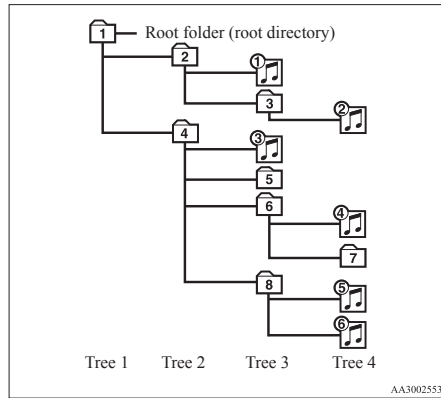 1 Root folder (root directory)
2 ①
3 ②
4 ③
5
6 ④
7
8 ⑤
⑥
Tree 1 Tree 2 Tree 3 Tree 4
AA3002553